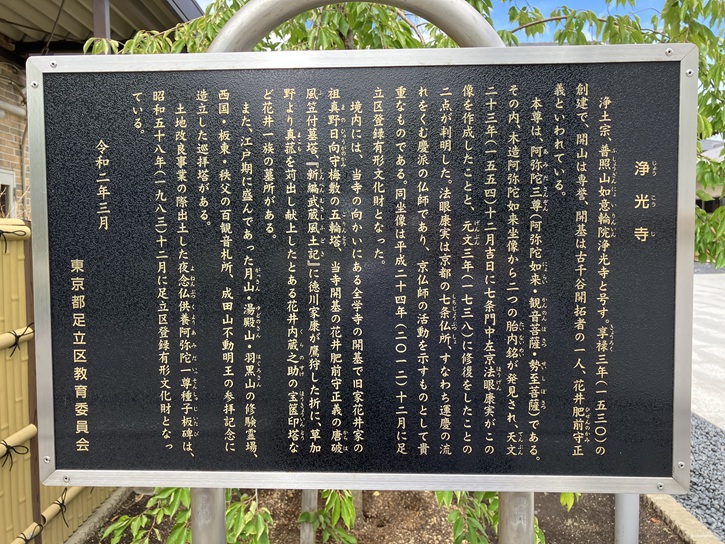 浄光寺
じょうこうじ
浄土宗、普照山如意輪院浄光寺と号す。享禄三年(一五三〇)の
創建で、開山は専誉、開基は古千谷開拓者の一人、花井肥前守正
義といわれている。
本尊は、阿弥陀三尊(阿弥陀如来・観音菩薩・勢至菩薩)である。
その内、木造阿弥陀如来坐像から二つの胎内銘が発見され、天文
二十三年(一五五四)十二月吉日に七条西中左京法眼康実がこの
像を作成したことと、元文三年(一七三八)に修復をしたことの
二点が判明した。法眼康実は京都の七条仏所、すなわち運慶の流
れをくむ慶派の仏師であり、京仏師の活動を示すものとして貴
重なものである。同坐像は平成二十四年(二〇一二)十二月に足
立区登録有形文化財となった。
境内には、当寺の向かいにある全学寺の開基で旧家花井家の
祖真野日向守梅敷の五輪塔、当寺開基の花井肥前守正義の唐破
風笠付墓塔『新編武蔵風土記』に徳川家康が鷹狩した折に、草加
野より真菰を苅出し献上したとある花井内蔵之助の宝篋印塔な
ど花井一族の墓所がある。
また、江戸期に盛んであった月山・湯殿山・羽黒山の修験霊場、
西国・板東・秩父の百観音札所、成田山不動明王の参拝記念に
造立した巡拝塔がある。
土地改良事業の際出土した夜念仏供養阿弥陀一尊種子板碑は、
昭和五十八年(一九八三)十二月に足立区登録有形文化財となっ
ている。
令和二年三月
東京都足立区教育委員会